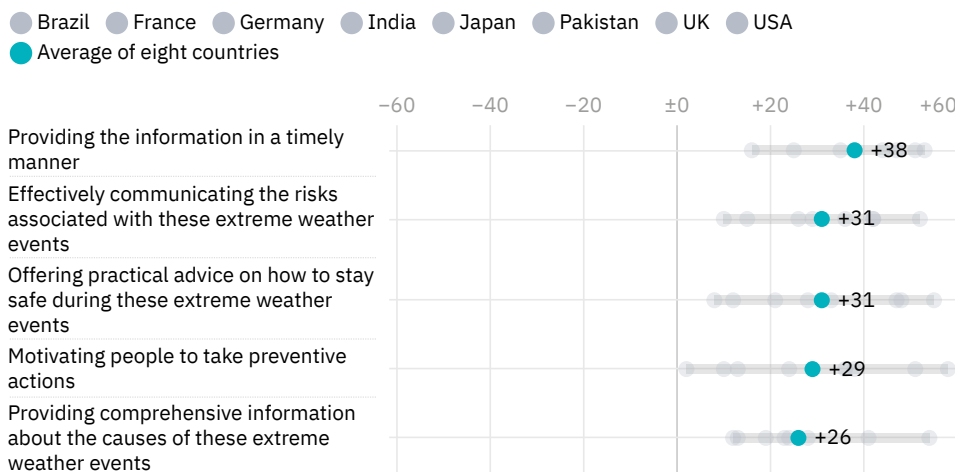 Brazil France Germany India Japan Pakistan UK USA
Average of eight countries
−60 −40 −20 ±0 +20 +40 +60
Providing the information in a timely
manner
+38
Effectively communicating the risks
associated with these extreme weather
events
+31
Offering practical advice on how to stay
safe during these extreme weather
events
+31
Motivating people to take preventive
actions
+29
Providing comprehensive information
about the causes of these extreme
weather events
+26